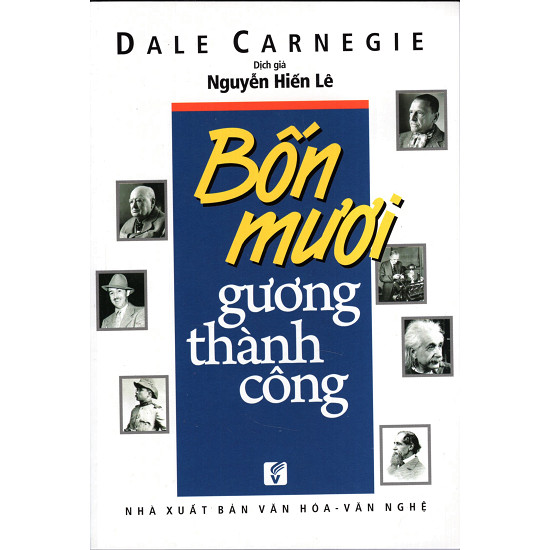 DALE CARNEGIE
Dịch giả
Nguyễn Hiến Lê
Bốn
mươi
gương
thành
công
V
NHÀ XUẤT BẢN VĂN HÓA - VĂN NGHỆ